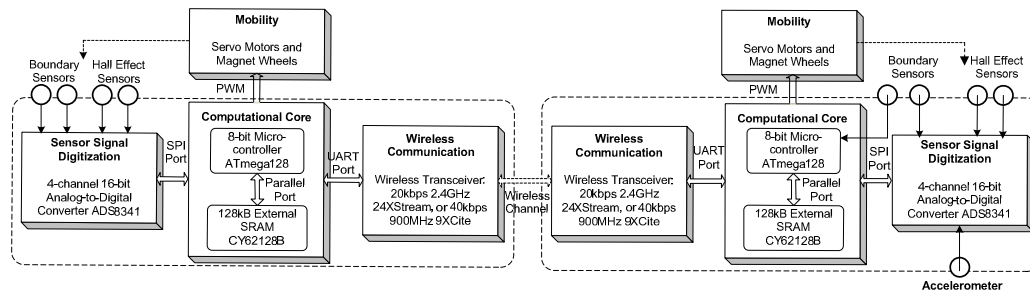 Mobility
Servo Motors and
Magnet Wheels
Boundary
Sensors
Hall Effect
Sensors
PWM
Sensor Signal
Digitization
4-channel 16-bit
Analog-to-Digital
Converter ADS8341
SPI
Port
Computational Core
8-bit Micro-
controller
ATmega128
Parallel
Port
128kB External
SRAM
CY62128B
UART
Port
Wireless
Communication
Wireless Transceiver:
20kbps 2.4GHz
24XStream, or 40kbps
900MHz 9XCite
Wireless
Channel
Wireless
Communication
Wireless Transceiver:
20kbps 2.4GHz
24XStream, or 40kbps
900MHz 9XCite
UART
Port
Mobility
Servo Motors and
Magnet Wheels
PWM
Computational Core
8-bit Micro-
controller
ATmega128
Parallel
Port
128kB External
SRAM
CY62128B
SPI
Port
Boundary
Sensors
Hall Effect
Sensors
Sensor Signal
Digitization
4-channel 16-bit
Analog-to-Digital
Converter ADS8341
Accelerometer